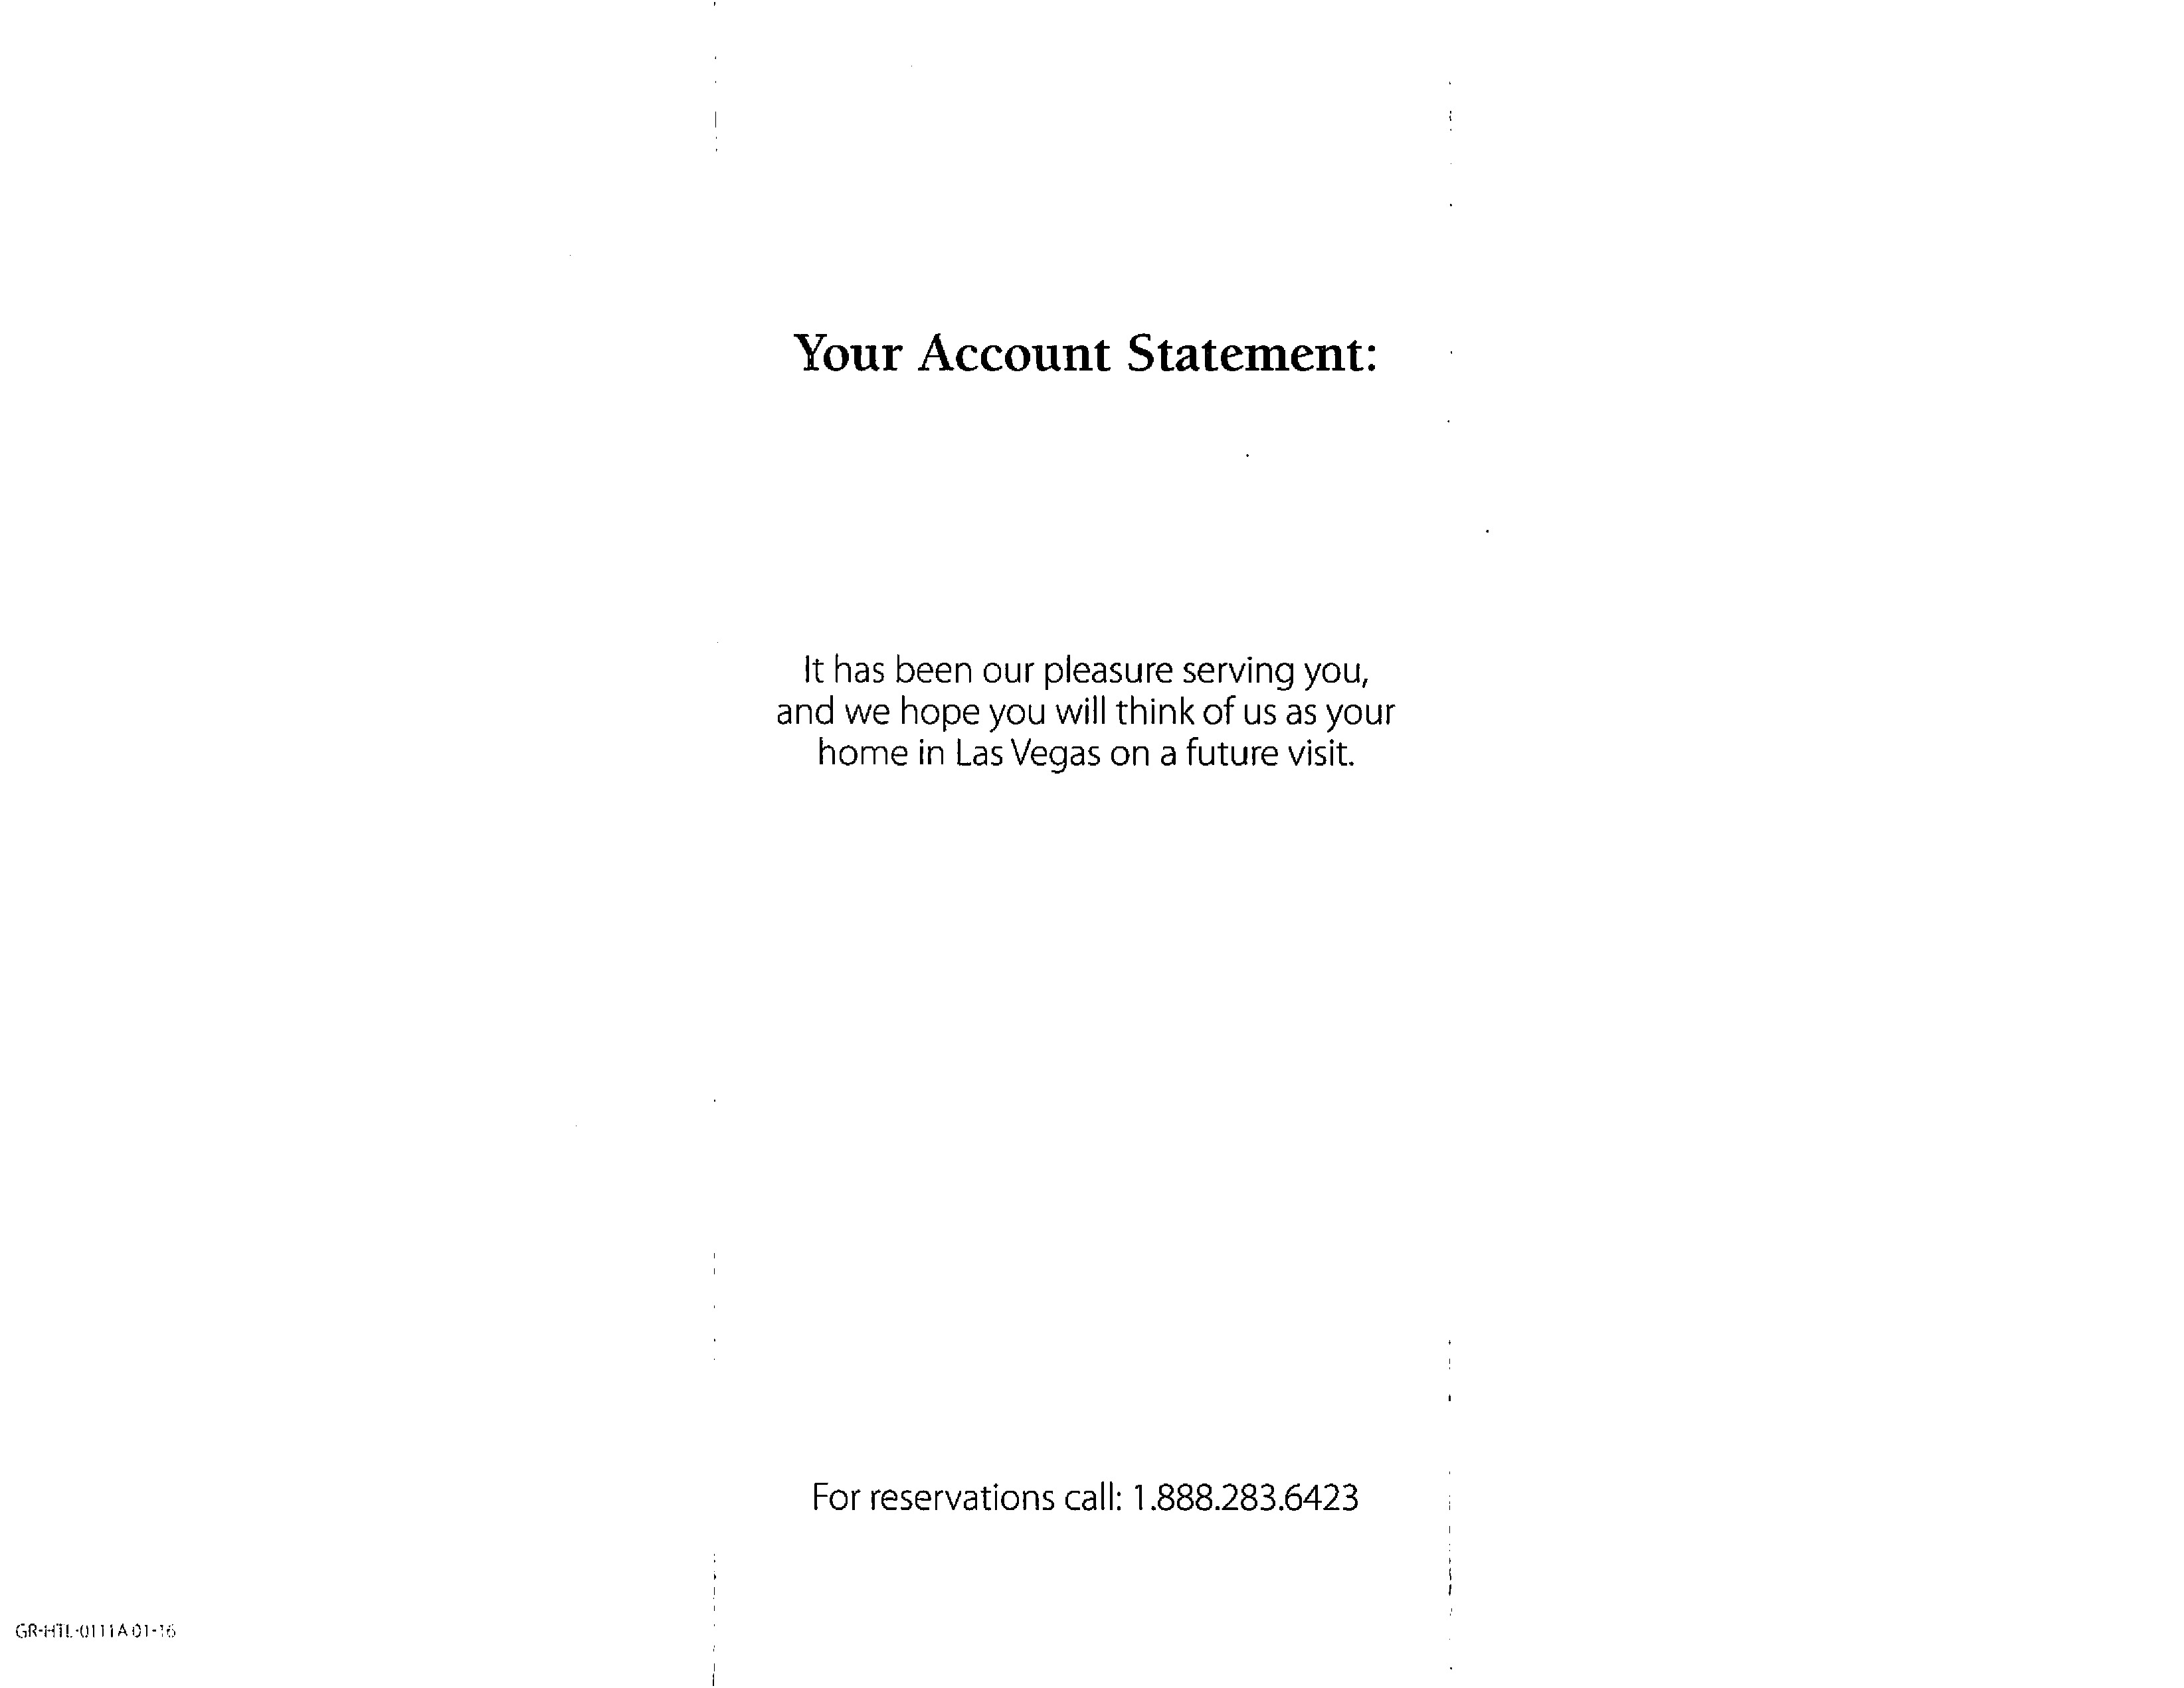 Your Account Statement:
It has been our pleasure serving you,
and we hope you will think of us as your
home in Las Vegas on a future visit.
For reservations call: 1.888.283.6423
GR-HTL-0111A 01-16